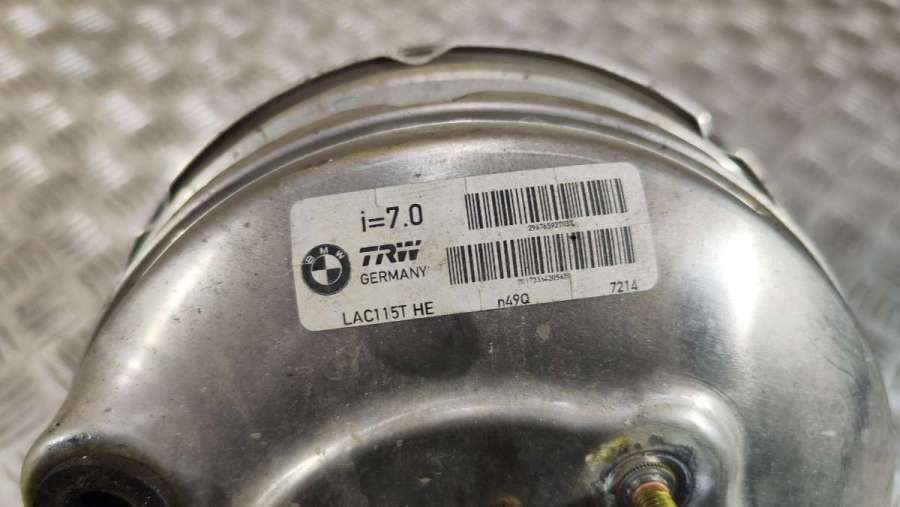 i=7.0
BMW
TRW
GERMANY
LAC115T HE
n49Q
7214